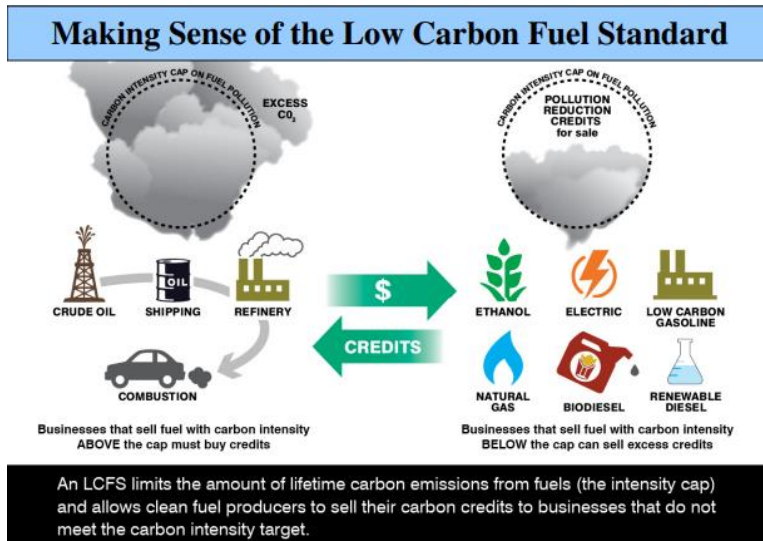 Making Sense of the Low Carbon Fuel Standard
CARBON INTENSITY CAP ON FUEL POLLUTION
EXCESS
C0₂
CARBON INTENSITY CAP ON FUEL POLLUTION
POLLUTION
REDUCTION
CREDITS
for sale
OIL
CRUDE OIL
SHIPPING
REFINERY
COMBUSTION
$
CREDITS
ETHANOL
ELECTRIC
LOW CARBON
GASOLINE
NATURAL
GAS
BIODIESEL
RENEWABLE
DIESEL
Businesses that sell fuel with carbon intensity
ABOVE the cap must buy credits
Businesses that sell fuel with carbon intensity
BELOW the cap can sell excess credits
An LCFS limits the amount of lifetime carbon emissions from fuels (the intensity cap)
and allows clean fuel producers to sell their carbon credits to businesses that do not
meet the carbon intensity target.